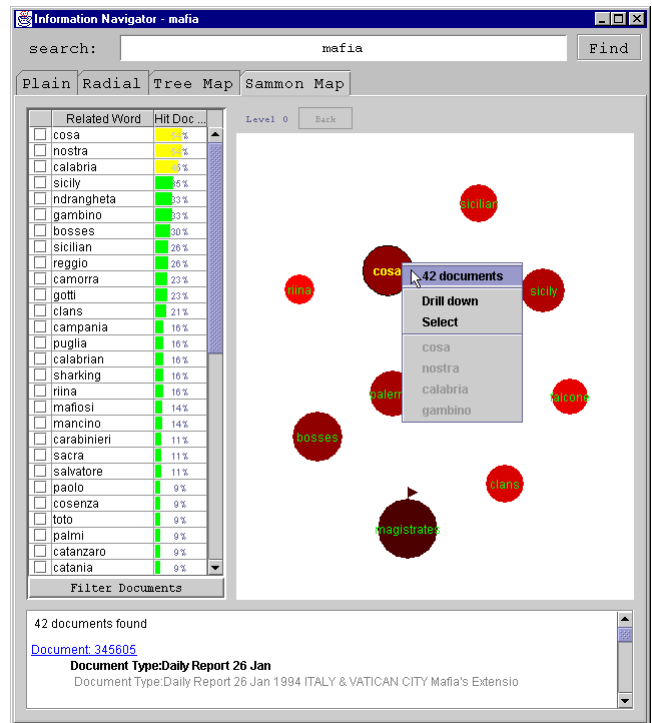 Information Navigator - mafia
search: mafia Find
Plain Radial Tree Map Sammon Map
Related Word Hit Doc ...
cosa
nostra
calabria
sicily
ndrangheta 33%
gambino 33%
bosses 30%
sicilian 26%
reggio 26%
camorra 23%
gotti 23%
clans 21%
campania 16%
puglia 16%
calabrian 16%
sharking 16%
riina 16%
mafiosi 14%
mancino 14%
carabinieri 11%
sacra 11%
salvatore 11%
paolo 9%
cosenza 9%
toto 9%
palmi 9%
catanzaro 9%
catania 9%
Filter Documents
Level 0 Back
sicilian
cosa
riina
sicily
42 documents
Drill down
Select
cosa
nostra
calabria
gambino
palerm
falcone
bosses
clans
magistrates
42 documents found
Document: 345605
Document Type:Daily Report 26 Jan
Document Type:Daily Report 26 Jan 1994 ITALY & VATICAN CITY Mafia's Extensio